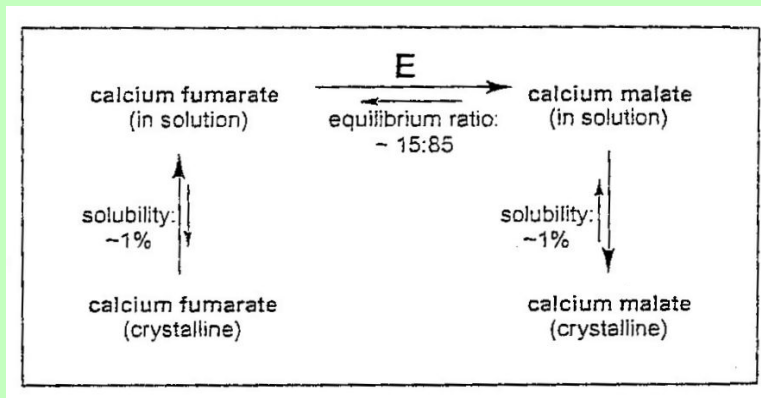 E
calcium fumarate
(in solution)
equilibrium ratio:
~ 15:85
calcium malate
(in solution)
solubility:
~1%
solubility:
~1%
calcium fumarate
(crystalline)
calcium malate
(crystalline)